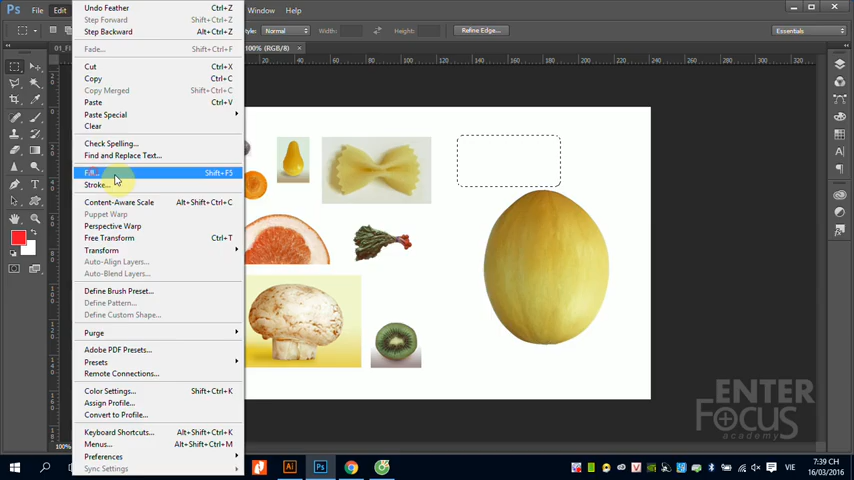 Ps File Edit Window Help
Style: Normal Width: Height: Refine Edge... Essentials
100% (RGB/8)
Undo Feather Ctrl+Z
Step Forward Shift+Ctrl+Z
Step Backward Alt+Ctrl+Z
Fade... Shift+Ctrl+F
Cut Ctrl+X
Copy Ctrl+C
Copy Merged Shift+Ctrl+C
Paste Ctrl+V
Paste Special
Clear
Check Spelling...
Find and Replace Text...
Fill... Shift+F5
Stroke...
Content-Aware Scale Alt+Shift+Ctrl+C
Puppet Warp
Perspective Warp
Free Transform Ctrl+T
Transform
Auto-Align Layers...
Auto-Blend Layers...
Define Brush Preset...
Define Pattern...
Define Custom Shape...
Purge
Adobe PDF Presets...
Presets
Remote Connections...
Color Settings... Shift+Ctrl+K
Assign Profile...
Convert to Profile...
Keyboard Shortcuts... Alt+Shift+Ctrl+K
Menus... Alt+Shift+Ctrl+M
Preferences
Sync Settings
ENTER
FOCUS
academy
Ai Ps VIE 7:39 CH
16/03/2016